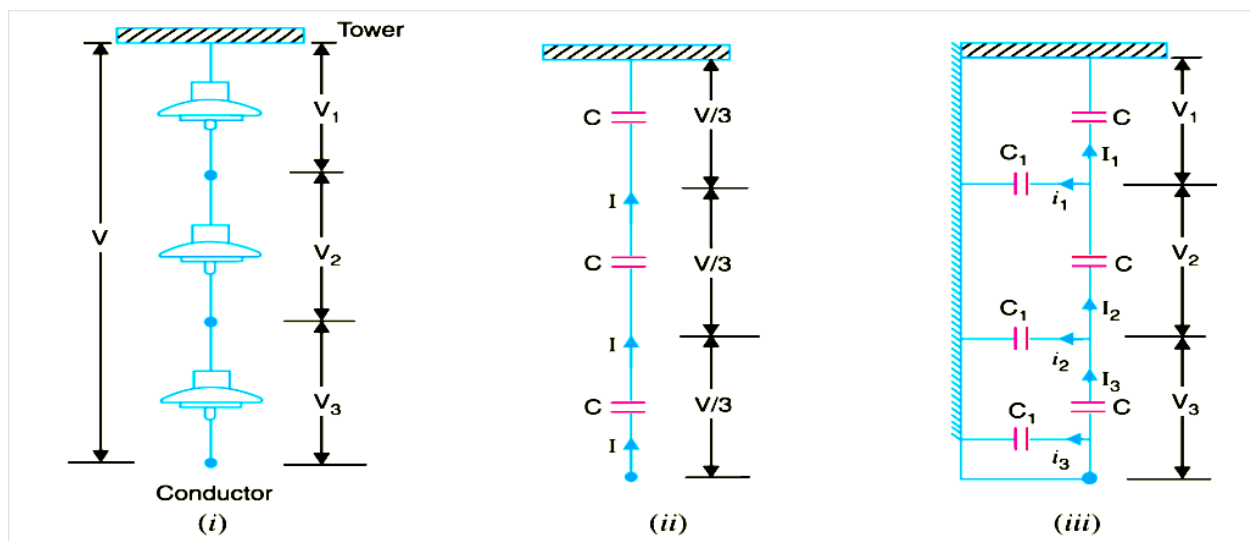 Tower
V
V₁
V₂
V₃
Conductor
(i)
C
V/3
I
C
V/3
I
C
V/3
I
(ii)
C
V₁
C₁
I₁
i₁
C
V₂
C₁
I₂
i₂
I₃
C
V₃
C₁
i₃
(iii)